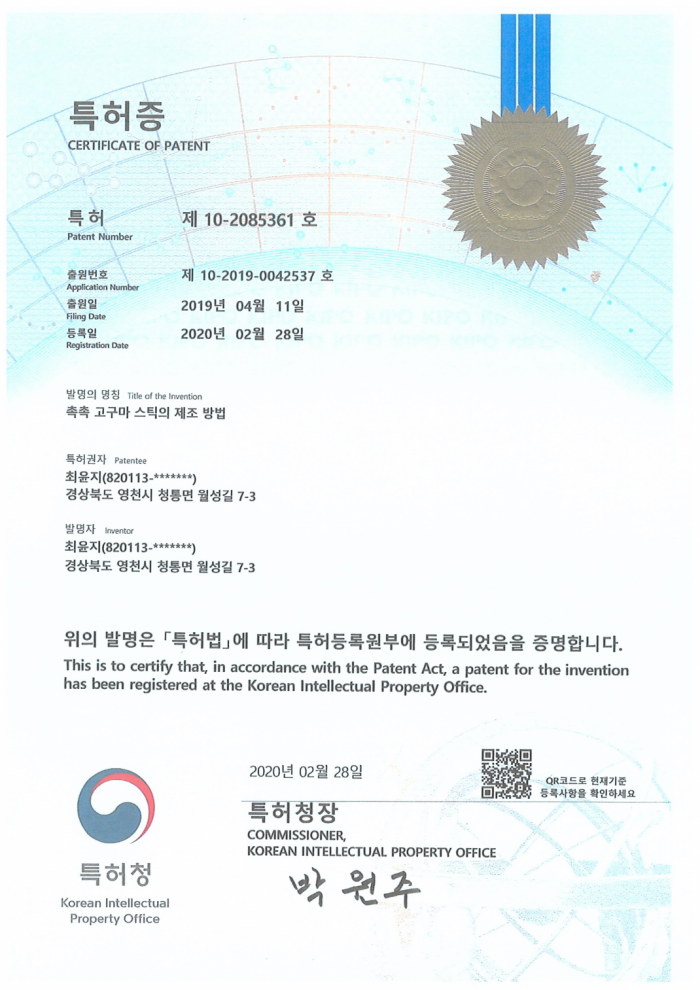 특허증
CERTIFICATE OF PATENT
특허 제 10-2085361 호
Patent Number
출원번호 제 10-2019-0042537 호
Application Number
출원일 2019년 04월 11일
Filing Date
등록일 2020년 02월 28일
Registration Date
발명의 명칭 Title of the Invention
촉촉 고구마 스틱의 제조 방법
특허권자 Patentee
최윤지(820113-*******)
경상북도 영천시 청통면 월성길 7-3
발명자 Inventor
최윤지(820113-*******)
경상북도 영천시 청통면 월성길 7-3
위의 발명은 「특허법」에 따라 특허등록원부에 등록되었음을 증명합니다.
This is to certify that, in accordance with the Patent Act, a patent for the invention
has been registered at the Korean Intellectual Property Office.
2020년 02월 28일
QR코드로 현재기준
등록사항을 확인하세요
특허청장
COMMISSIONER,
KOREAN INTELLECTUAL PROPERTY OFFICE
박원주
특허청
Korean Intellectual
Property Office